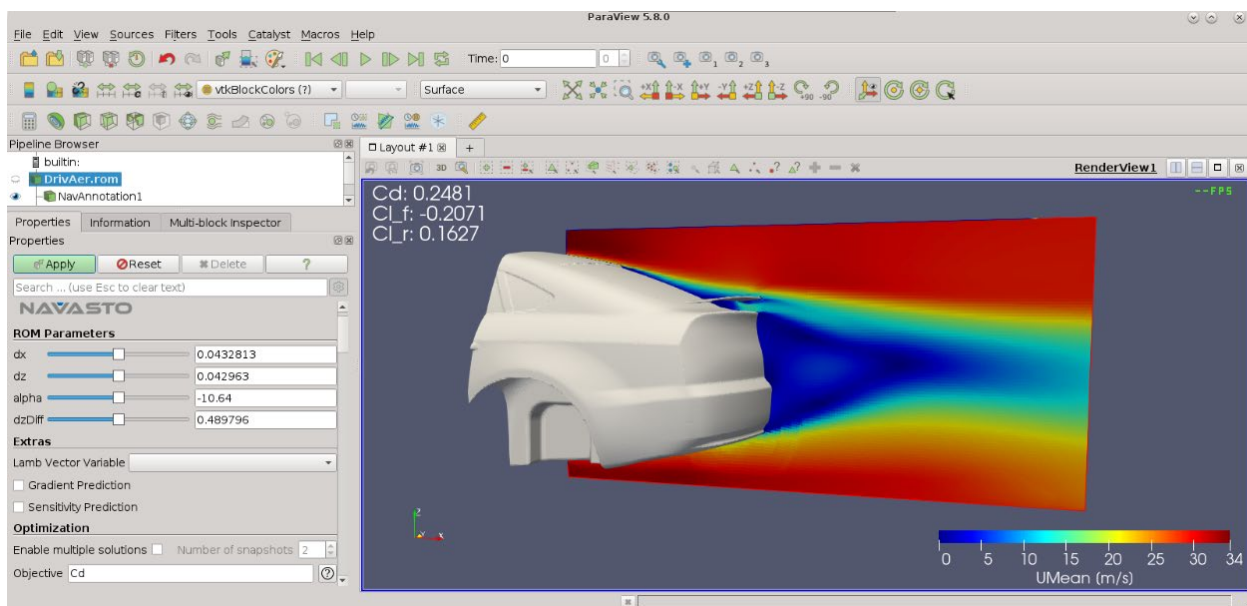 ParaView 5.8.0
File Edit View Sources Filters Tools Catalyst Macros Help
Time: 0 0
vtkBlockColors (?) Surface
Pipeline Browser
builtin:
DrivAer.rom
NavAnnotation1
Properties Information Multi-block Inspector
Properties
Apply Reset Delete ?
Search ... (use Esc to clear text)
NAVASTO
ROM Parameters
dx 0.0432813
dz 0.042963
alpha -10.64
dzDiff 0.489796
Extras
Lamb Vector Variable
Gradient Prediction
Sensitivity Prediction
Optimization
Enable multiple solutions Number of snapshots 2
Objective Cd
Layout #1 +
3D RenderView1
Cd: 0.2481
Cl_f: -0.2071
Cl_r: 0.1627
--FPS
Z
Y X
0 5 10 15 20 25 30 34
UMean (m/s)